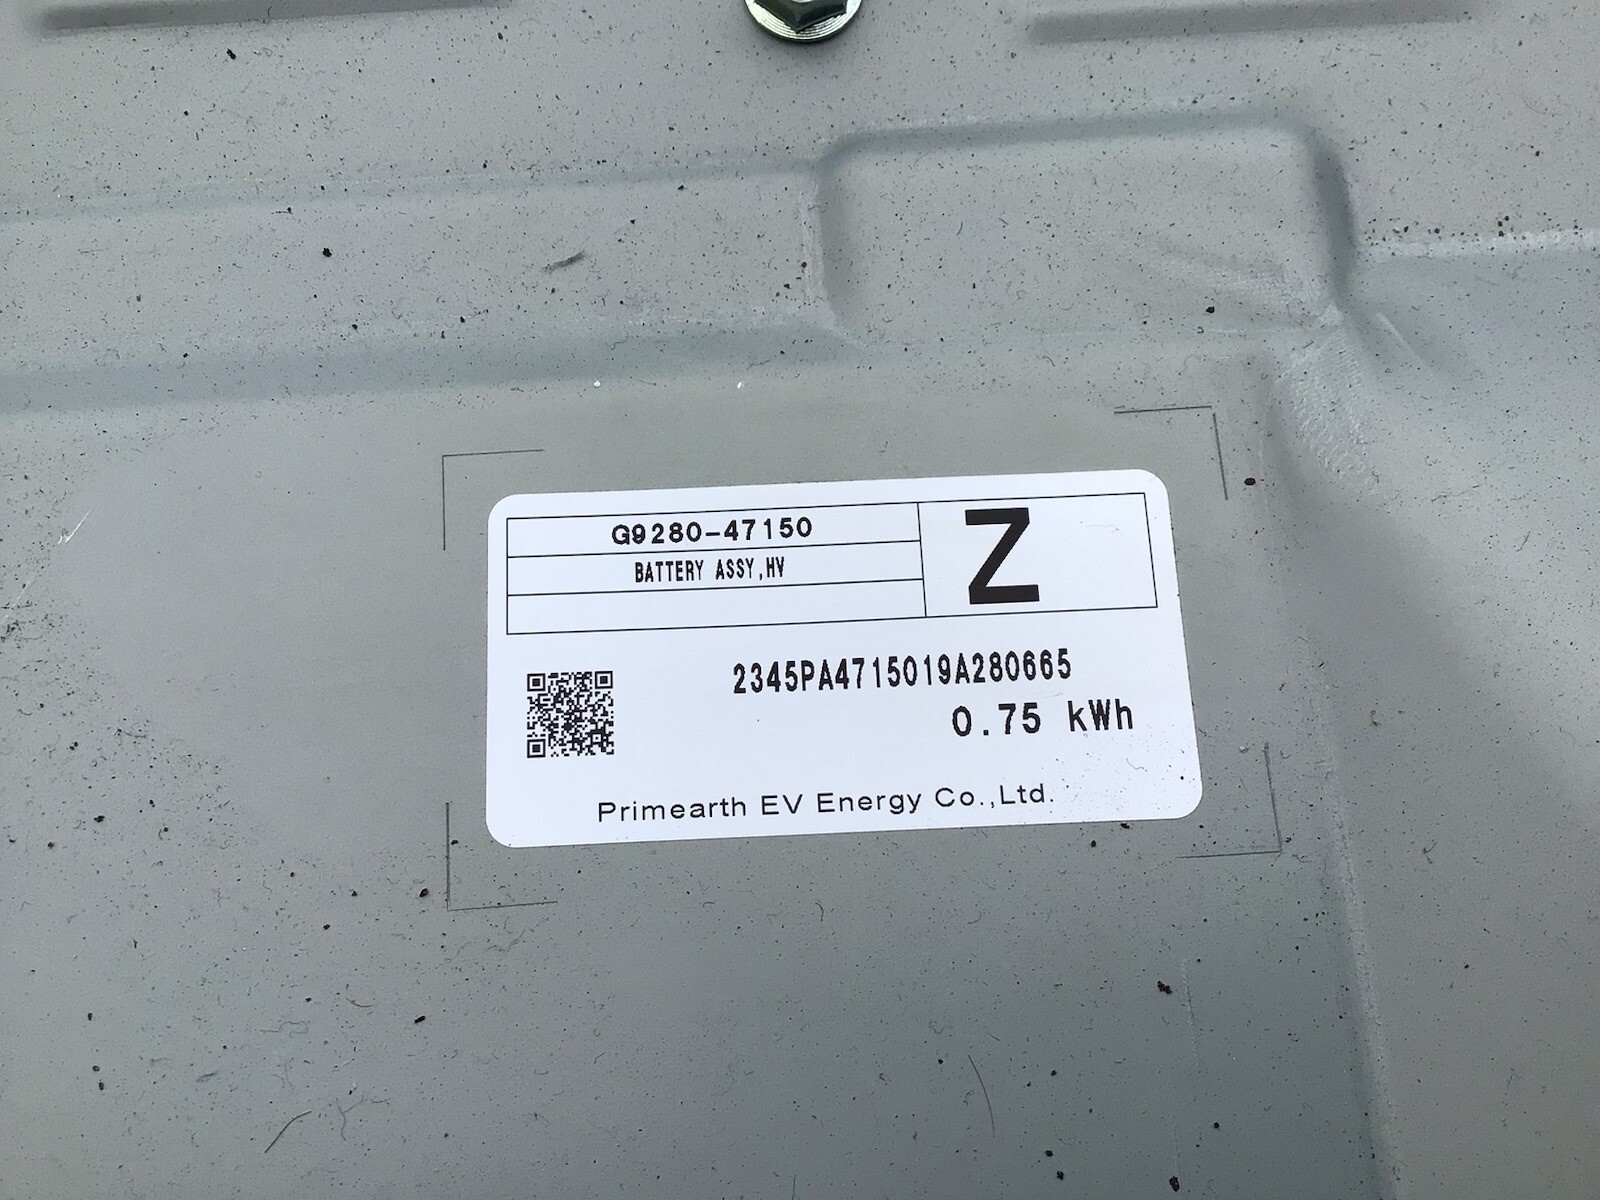 G9280-47150
BATTERY ASSY,HV
Z
2345PA4715019A280665
0.75 kWh
Primearth EV Energy Co.,Ltd.